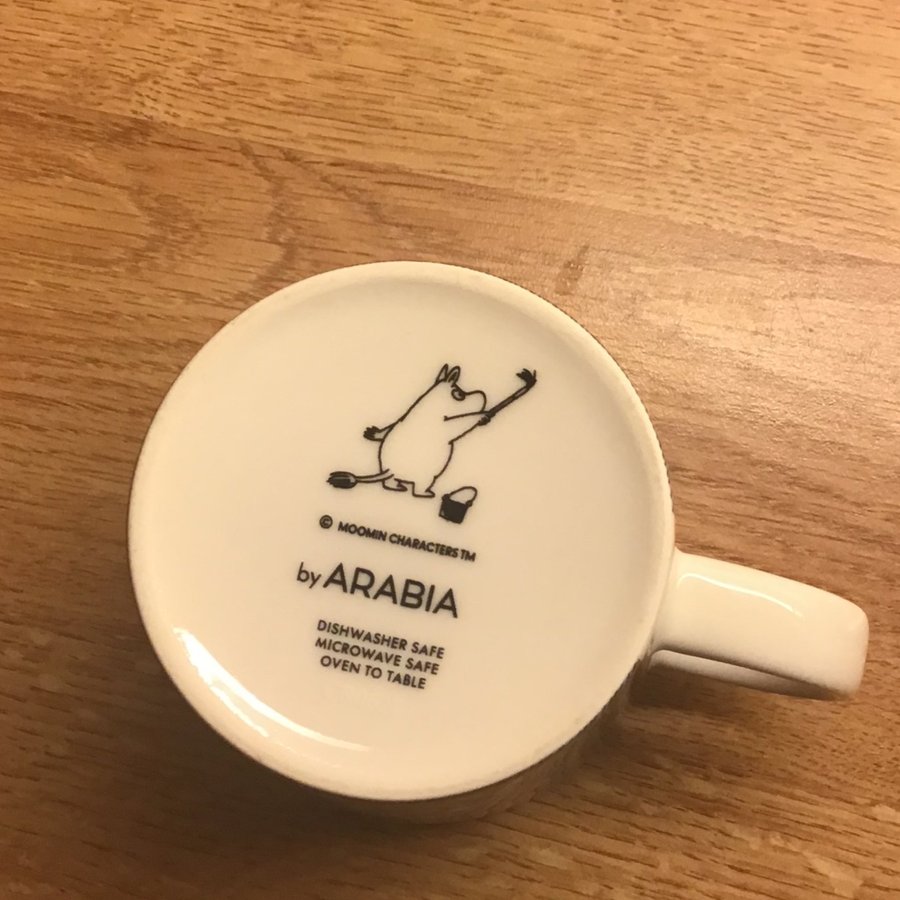 © MOOMIN CHARACTERS TM
by ARABIA
DISHWASHER SAFE
MICROWAVE SAFE
OVEN TO TABLE